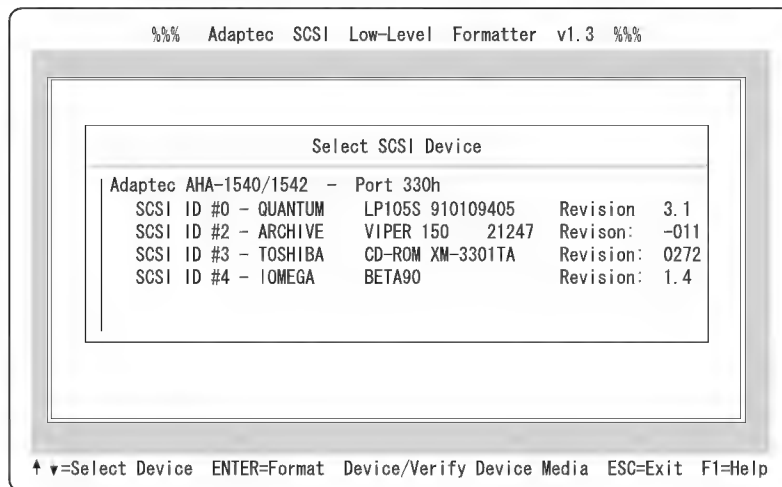 %%% Adaptec SCSI Low-Level Formatter v1.3 %%%
Select SCSI Device
Adaptec AHA-1540/1542 - Port 330h
SCSI ID #0 - QUANTUM LP105S 910109405 Revision 3.1
SCSI ID #2 - ARCHIVE VIPER 150 21247 Revison: -011
SCSI ID #3 - TOSHIBA CD-ROM XM-3301TA Revision: 0272
SCSI ID #4 - IOMEGA BETA90 Revision: 1.4
↑ ▼=Select Device ENTER=Format Device/Verify Device Media ESC=Exit F1=Help